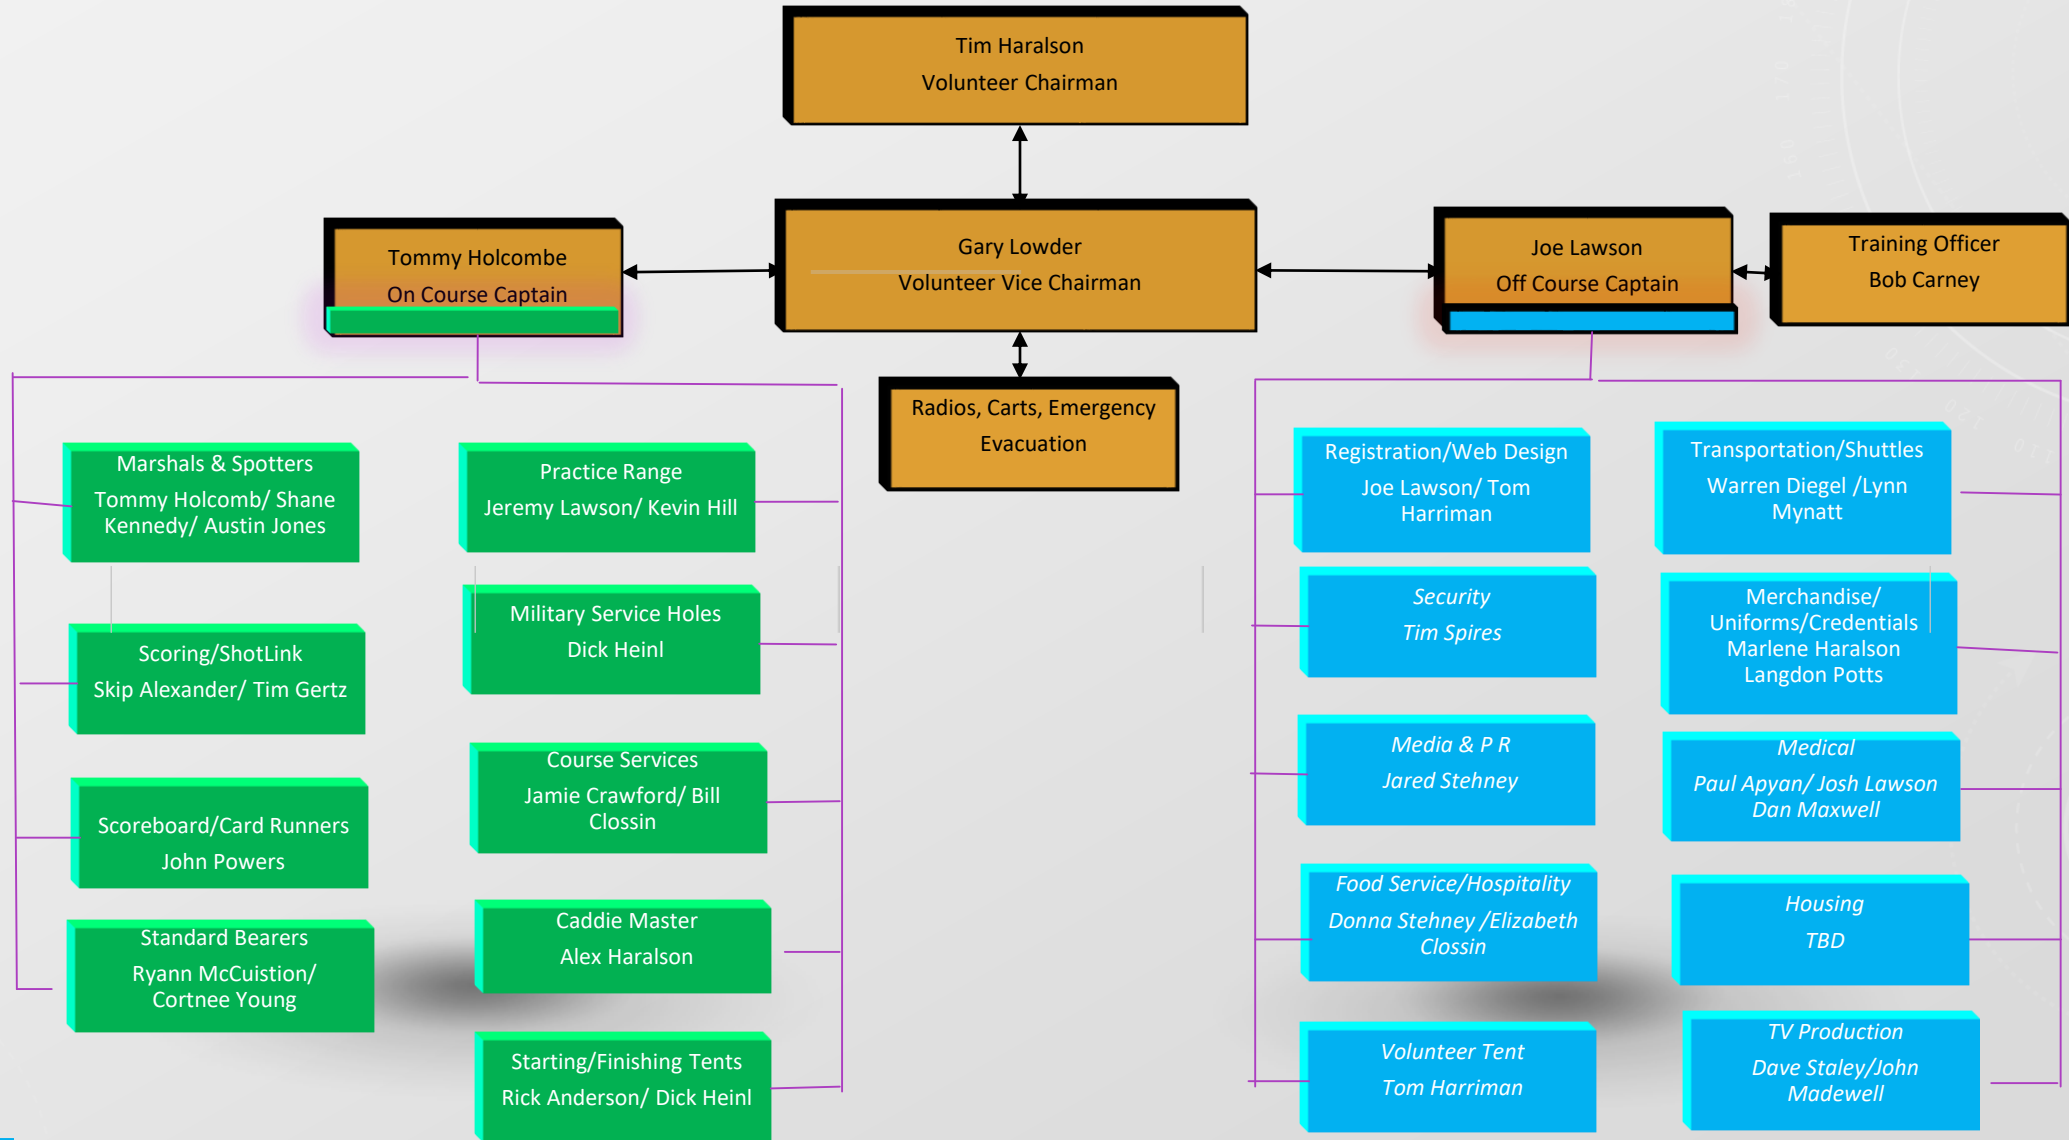 Tim Haralson
Volunteer Chairman
Tommy Holcombe
On Course Captain
Gary Lowder
Volunteer Vice Chairman
Joe Lawson
Off Course Captain
Training Officer
Bob Carney
Radios, Carts, Emergency
Evacuation
Marshals & Spotters
Tommy Holcomb/ Shane
Kennedy/ Austin Jones
Scoring/ShotLink
Skip Alexander/ Tim Gertz
Scoreboard/Card Runners
John Powers
Standard Bearers
Ryann McCuistion/
Cortnee Young
Practice Range
Jeremy Lawson/ Kevin Hill
Military Service Holes
Dick Heinl
Course Services
Jamie Crawford/ Bill
Clossin
Caddie Master
Alex Haralson
Starting/Finishing Tents
Rick Anderson/ Dick Heinl
Registration/Web Design
Joe Lawson/ Tom
Harriman
Security
Tim Spires
Media & P R
Jared Stehney
Food Service/Hospitality
Donna Stehney /Elizabeth
Clossin
Volunteer Tent
Tom Harriman
Transportation/Shuttles
Warren Diegel /Lynn
Mynatt
Merchandise/
Uniforms/Credentials
Marlene Haralson
Langdon Potts
Medical
Paul Apyan/ Josh Lawson
Dan Maxwell
Housing
TBD
TV Production
Dave Staley/John
Madewell